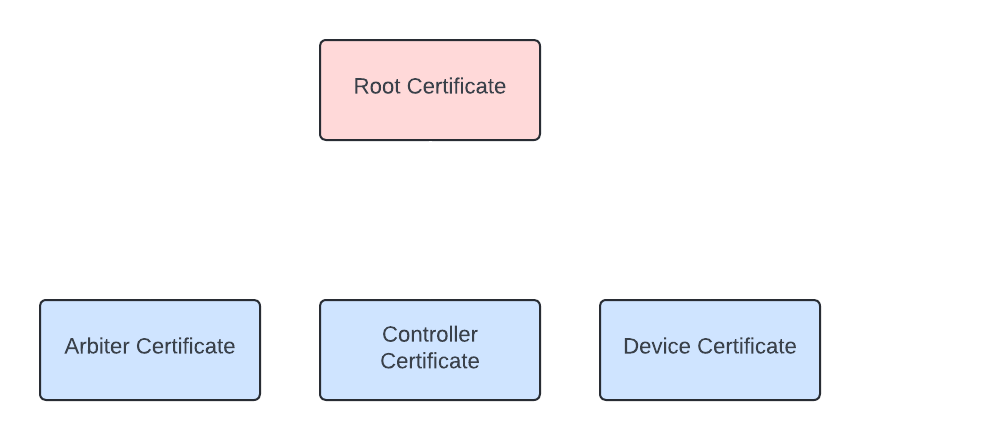 Root Certificate
Arbiter Certificate
Controller
Certificate
Device Certificate